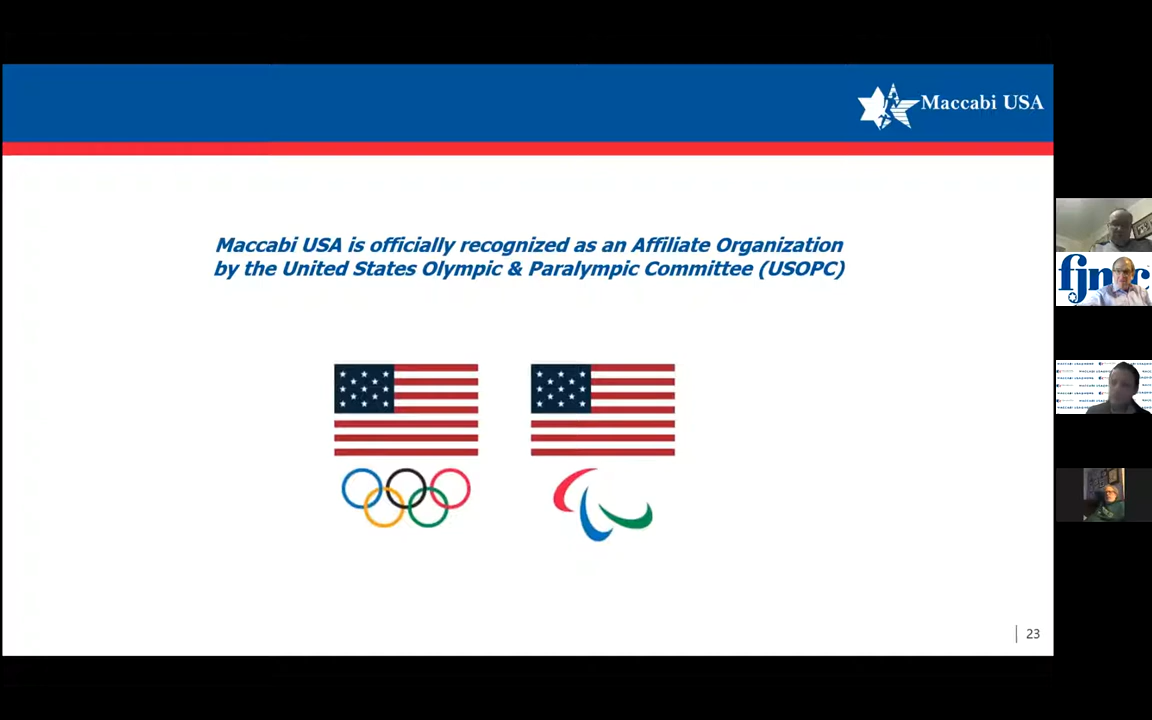 Maccabi USA
Maccabi USA is officially recognized as an Affiliate Organization
by the United States Olympic & Paralympic Committee (USOPC)
23